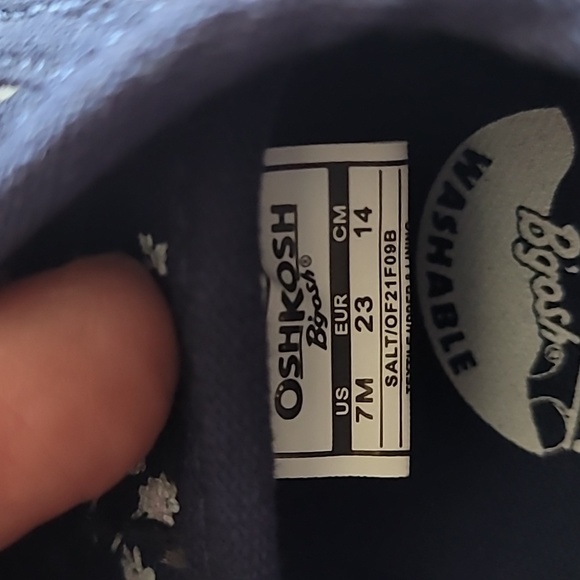 OSHKOSH
B'gosh®
US EUR CM
7M 23 14
SALT/OF21F09B
WASHABLE
B'gosh®